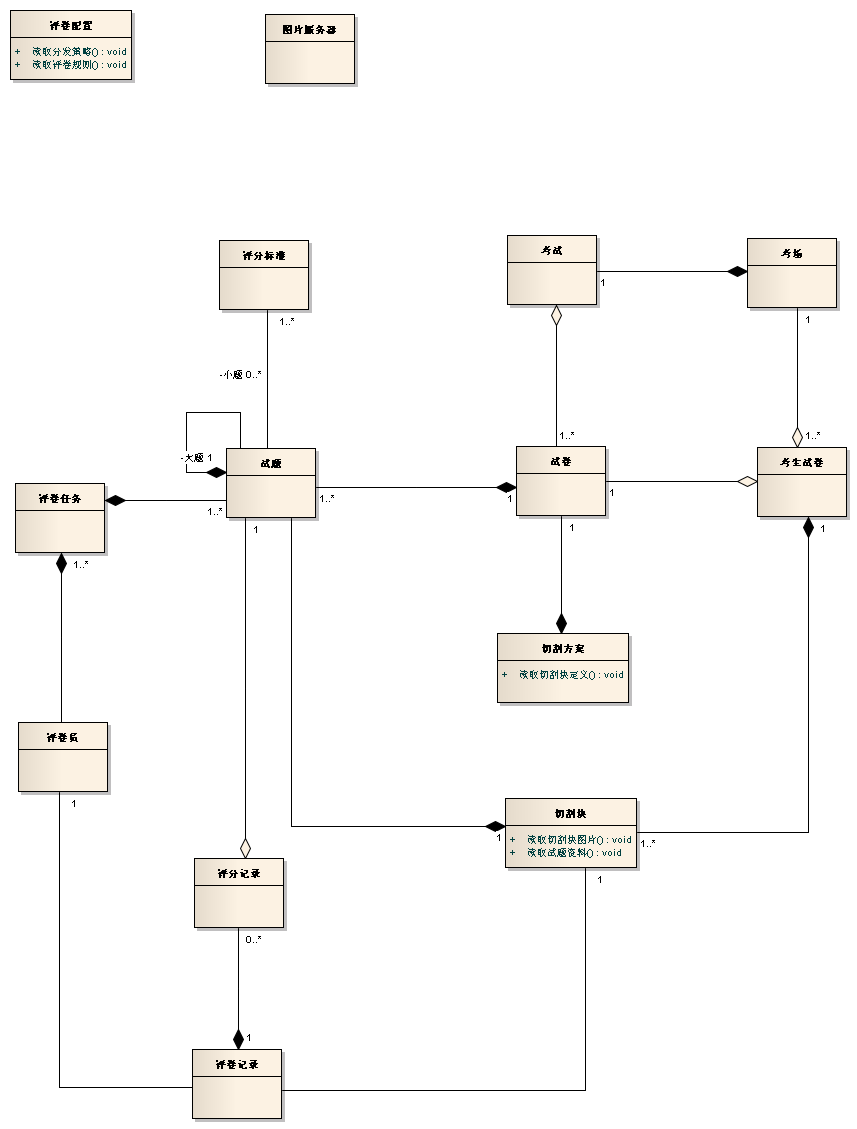 评卷配置
+ 读取分发策略() : void
+ 读取评卷规则() : void
图片服务器
评分标准
1..*
考试
1
考场
1
-小题 0..*
1..*
1..*
-大题 1
试题
1..*
1..*
1
试卷
1
1
1
考生试卷
1
评卷任务
1..*
切割方案
+ 读取切割块定义() : void
评卷员
1
切割块
+ 读取切割块图片() : void
+ 读取试题资料() : void
1
1..*
1
评分记录
0..*
1
评卷记录